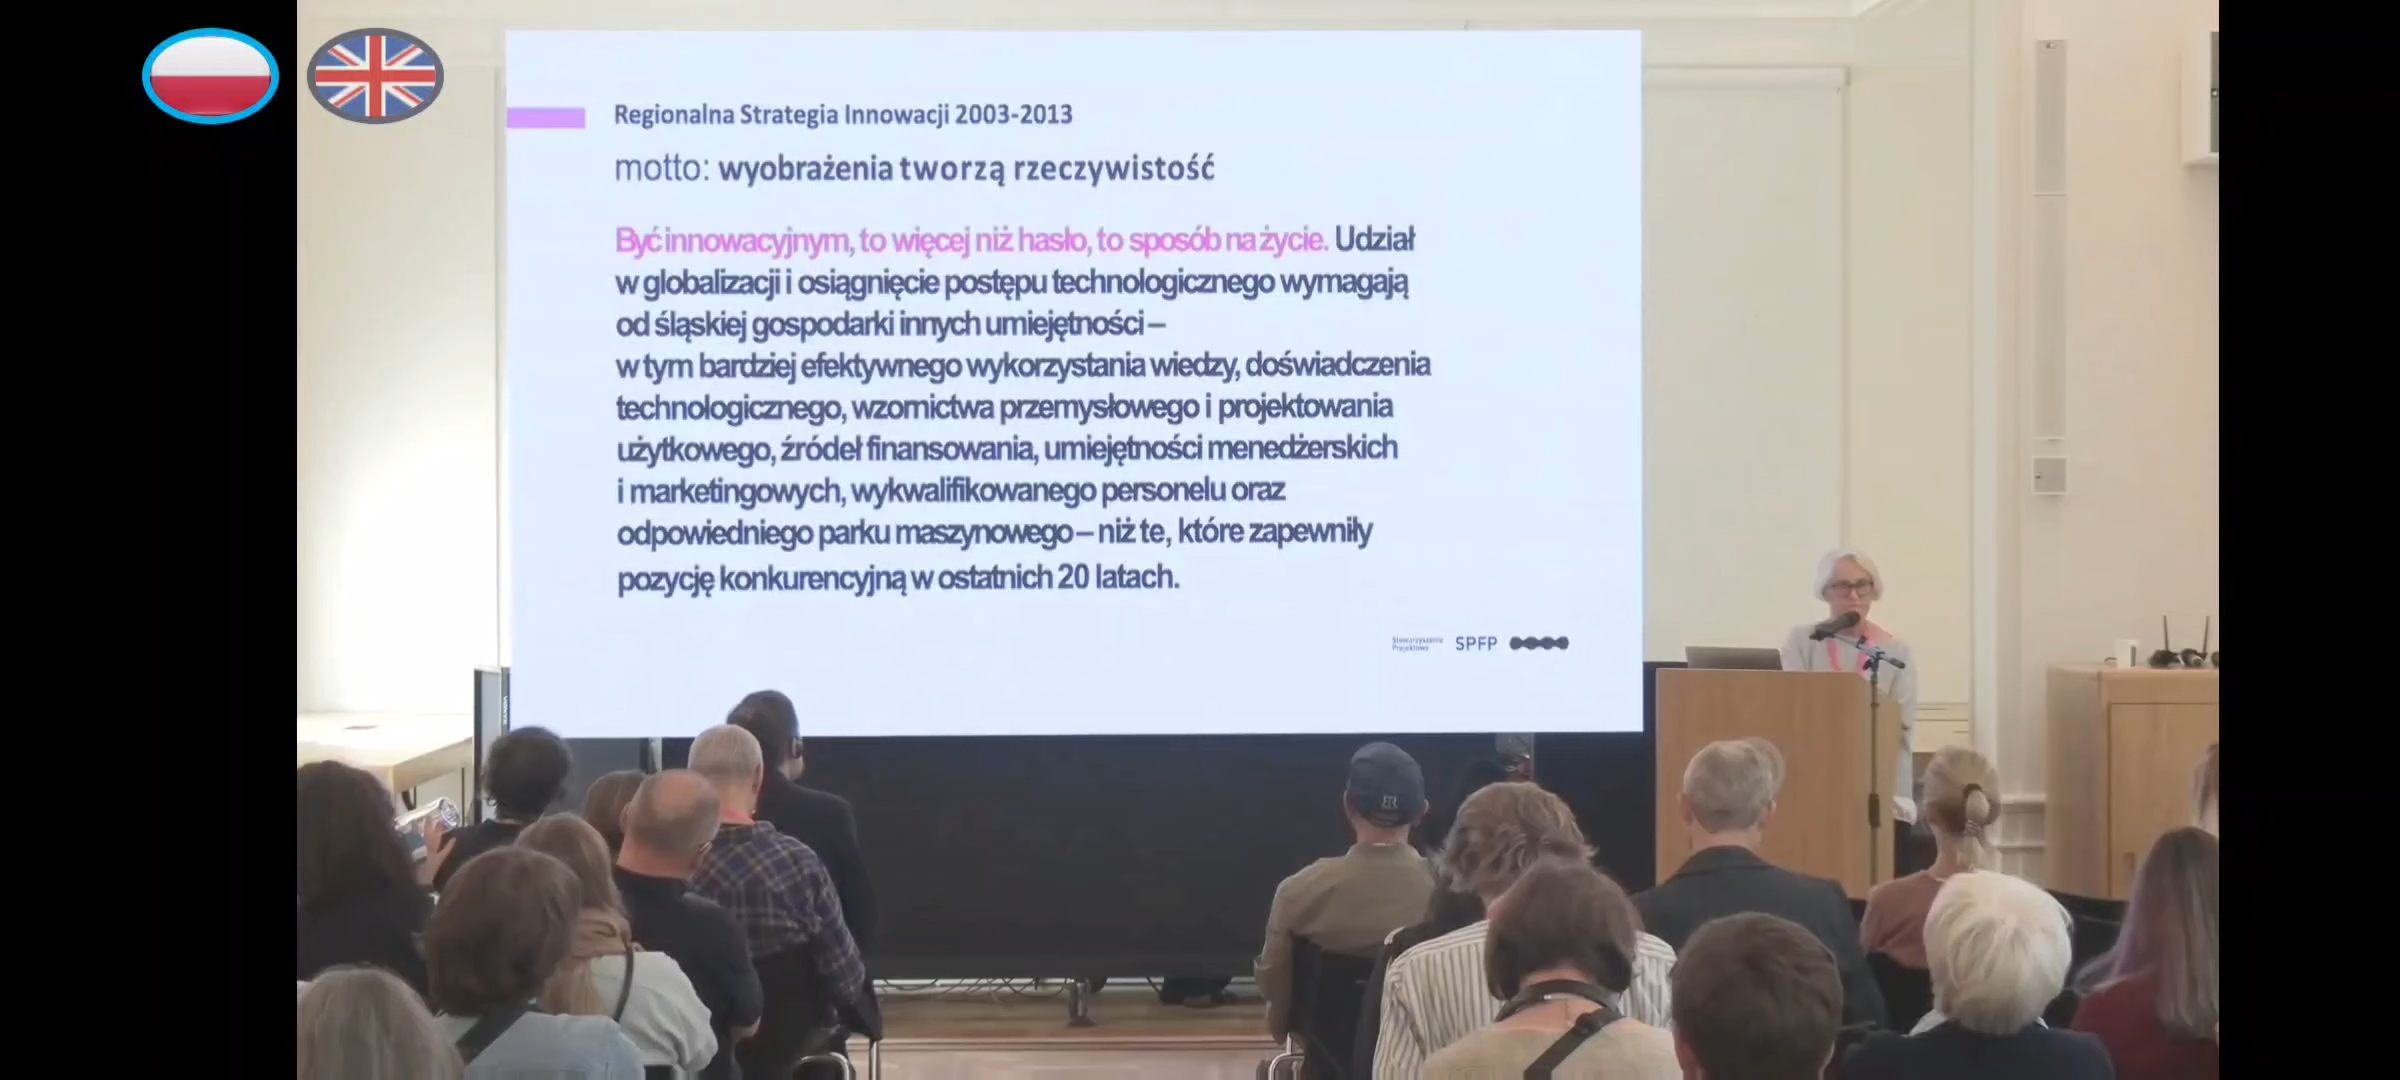 Regionalna Strategia Innowacji 2003-2013
motto: wyobrażenia tworzą rzeczywistość
Być innowacyjnym, to więcej niż hasło, to sposób na życie. Udział
w globalizacji i osiągnięcie postępu technologicznego wymagają
od śląskiej gospodarki innych umiejętności –
w tym bardziej efektywnego wykorzystania wiedzy, doświadczenia
technologicznego, wzornictwa przemysłowego i projektowania
użytkowego, źródeł finansowania, umiejętności menedżerskich
i marketingowych, wykwalifikowanego personelu oraz
odpowiedniego parku maszynowego – niż te, które zapewniły
pozycję konkurencyjną w ostatnich 20 latach.
Stowarzyszenie
SPFP